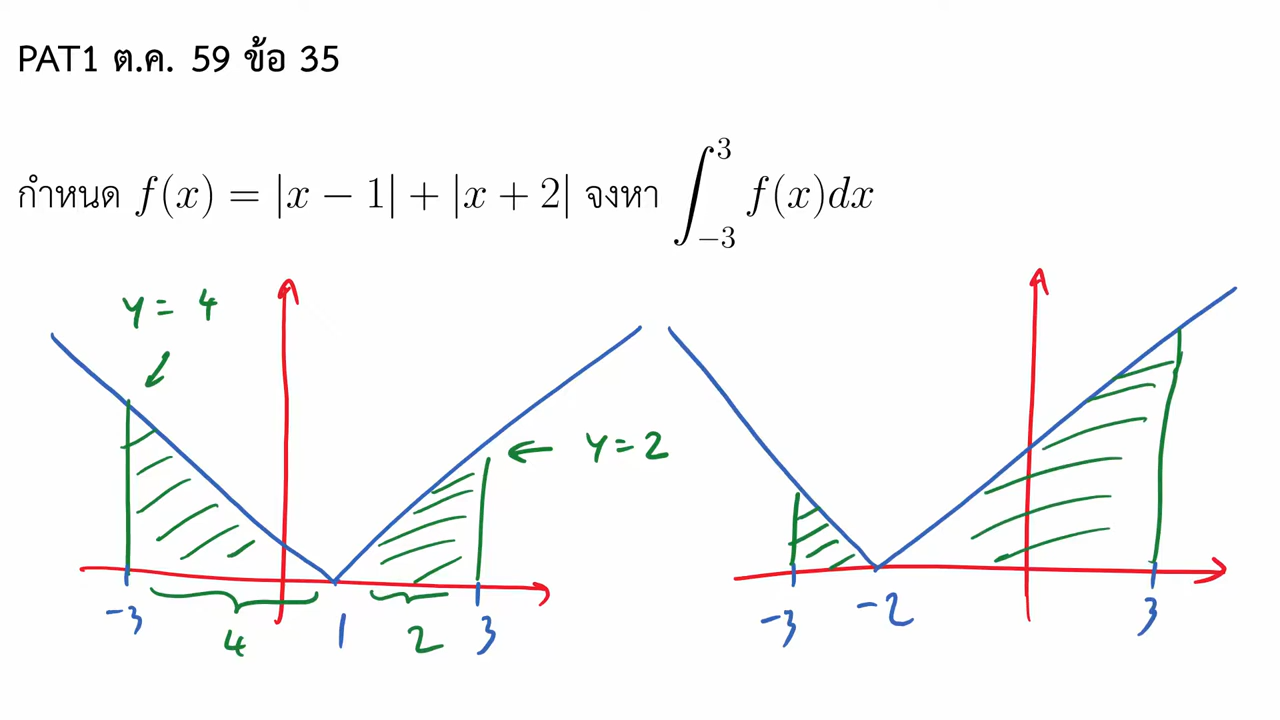 PAT1 ต.ค. 59 ข้อ 35
กำหนด f(x) = |x − 1| + |x + 2| จงหา ∫_{−3}^{3} f(x)dx
y = 4
y = 2
-3
4
1
2
3
-3
-2
3